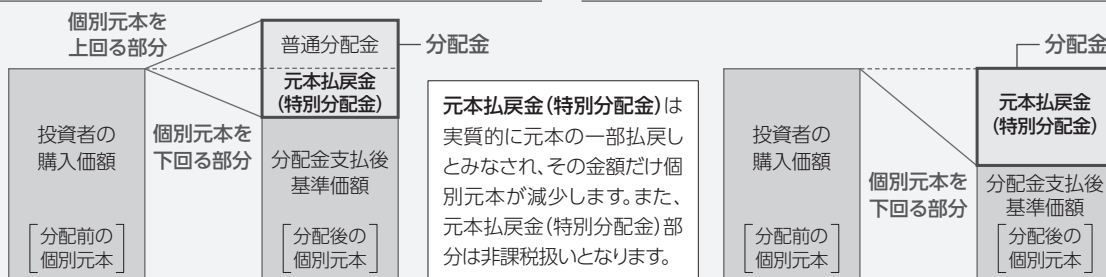 個別元本を
上回る部分
普通分配金
分配金
元本払戻金
(特別分配金)
投資者の
購入価額
個別元本を
下回る部分
分配金支払後
基準価額
分配前の
個別元本
分配後の
個別元本
元本払戻金(特別分配金)は
実質的に元本の一部払戻し
とみなされ、その金額だけ個
別元本が減少します。また、
元本払戻金(特別分配金)部
分は非課税扱いとなります。
分配金
元本払戻金
(特別分配金)
投資者の
購入価額
個別元本を
下回る部分
分配金支払後
基準価額
分配前の
個別元本
分配後の
個別元本